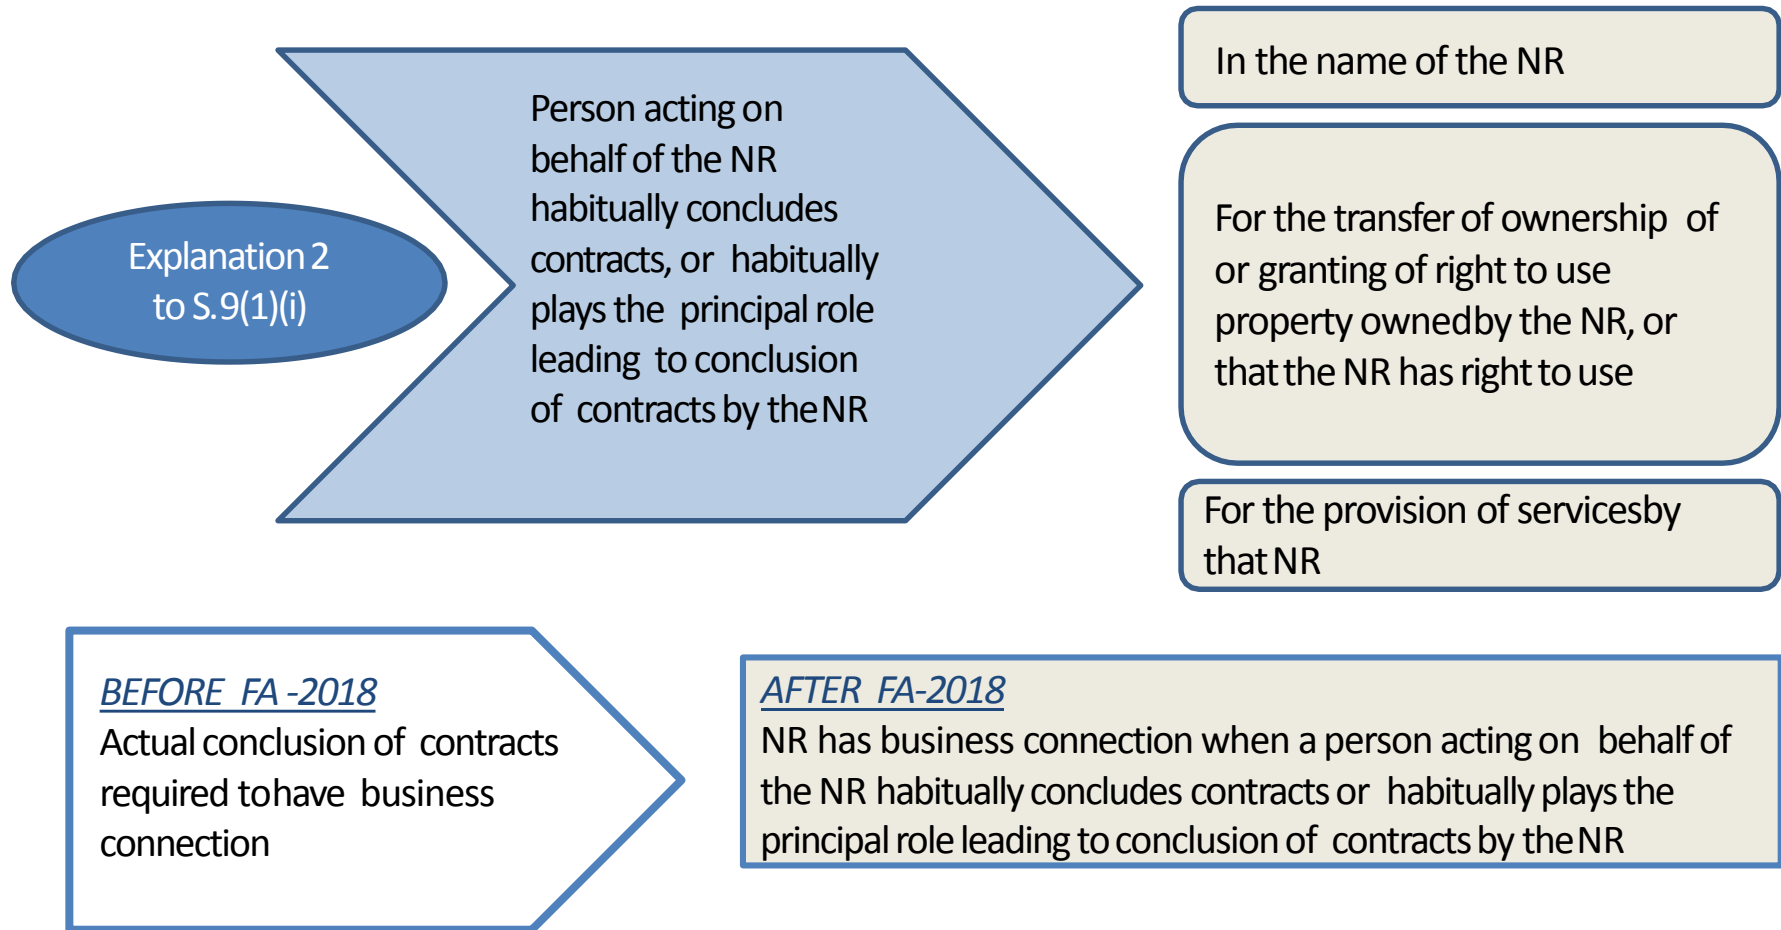 Explanation 2
to S.9(1)(i)
Person acting on
behalf of the NR
habitually concludes
contracts, or habitually
plays the principal role
leading to conclusion
of contracts by theNR
In the name of the NR
For the transfer of ownership of
or granting of right to use
property ownedby the NR, or
that the NR has right to use
For the provision of servicesby
that NR
BEFORE FA -2018
Actual conclusion of contracts
required tohave business
connection
AFTER FA-2018
NR has business connection when a person acting on behalf of
the NR habitually concludes contracts or habitually plays the
principal role leading to conclusion of contracts by theNR